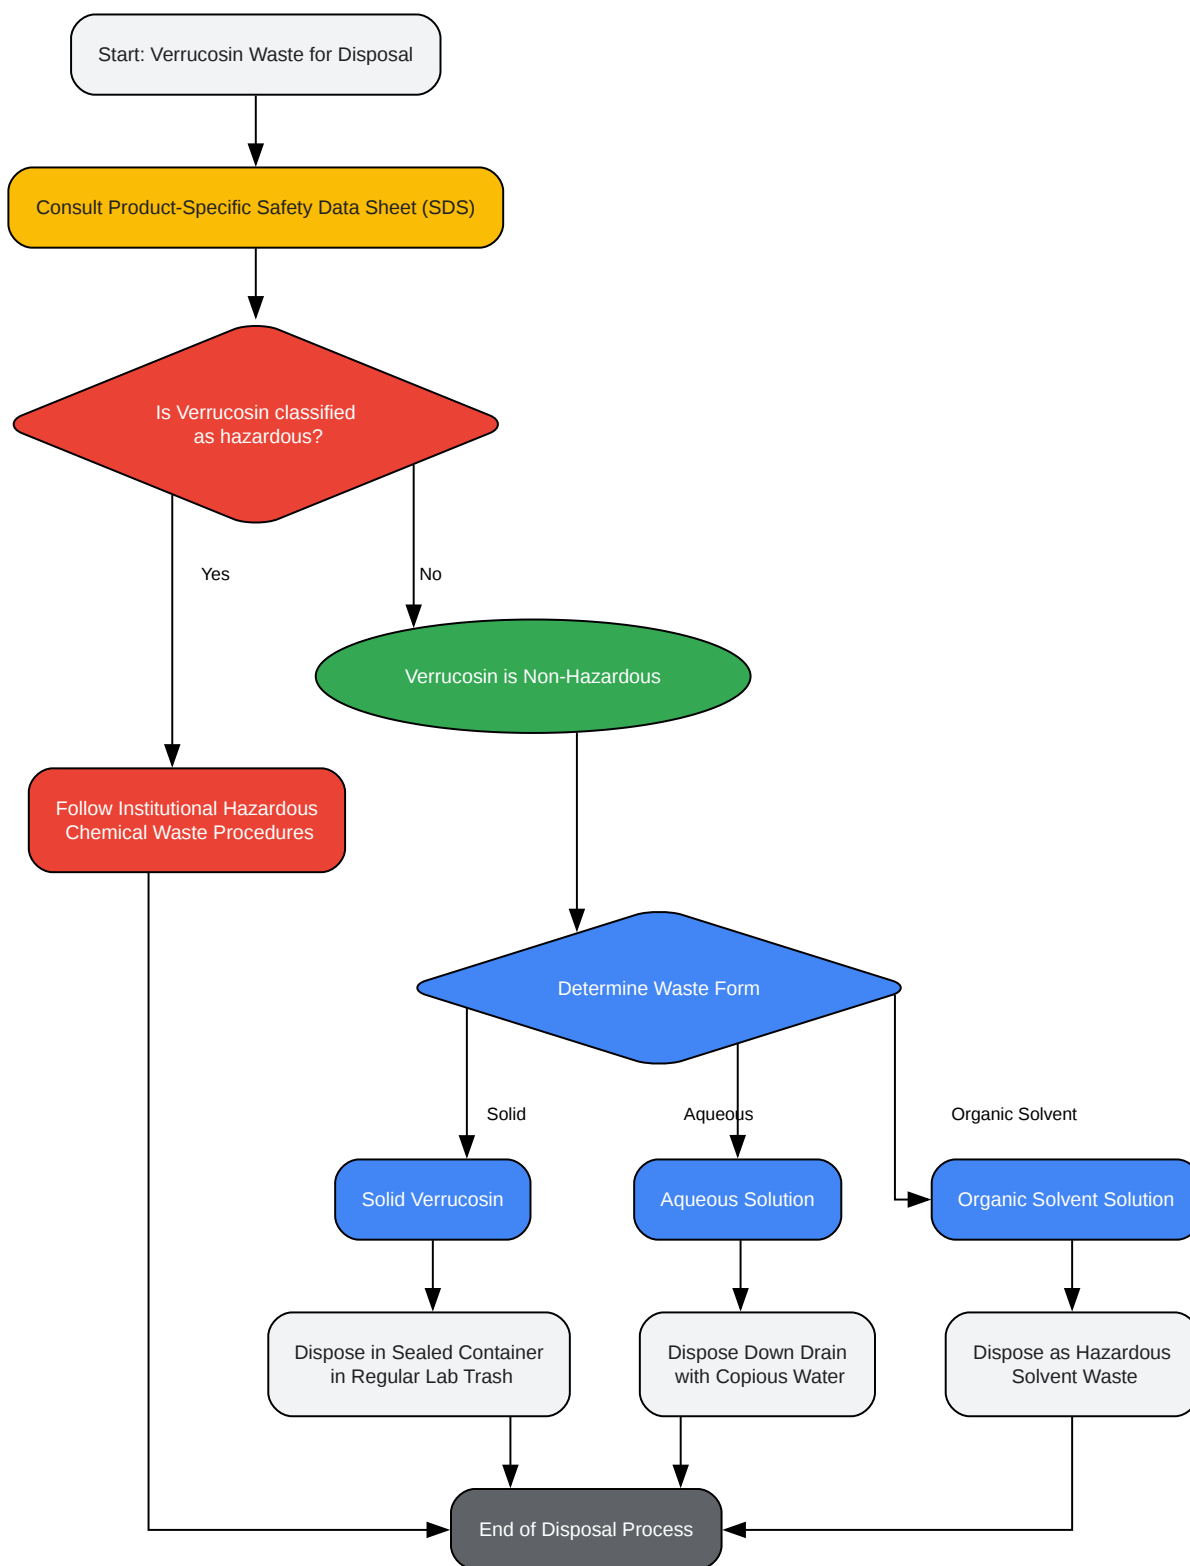 Start: Verrucosin Waste for Disposal
Consult Product-Specific Safety Data Sheet (SDS)
Is Verrucosin classified
as hazardous?
Yes
No
Verrucosin is Non-Hazardous
Follow Institutional Hazardous
Chemical Waste Procedures
Determine Waste Form
Solid
Aqueous
Organic Solvent
Solid Verrucosin
Aqueous Solution
Organic Solvent Solution
Dispose in Sealed Container
in Regular Lab Trash
Dispose Down Drain
with Copious Water
Dispose as Hazardous
Solvent Waste
End of Disposal Process